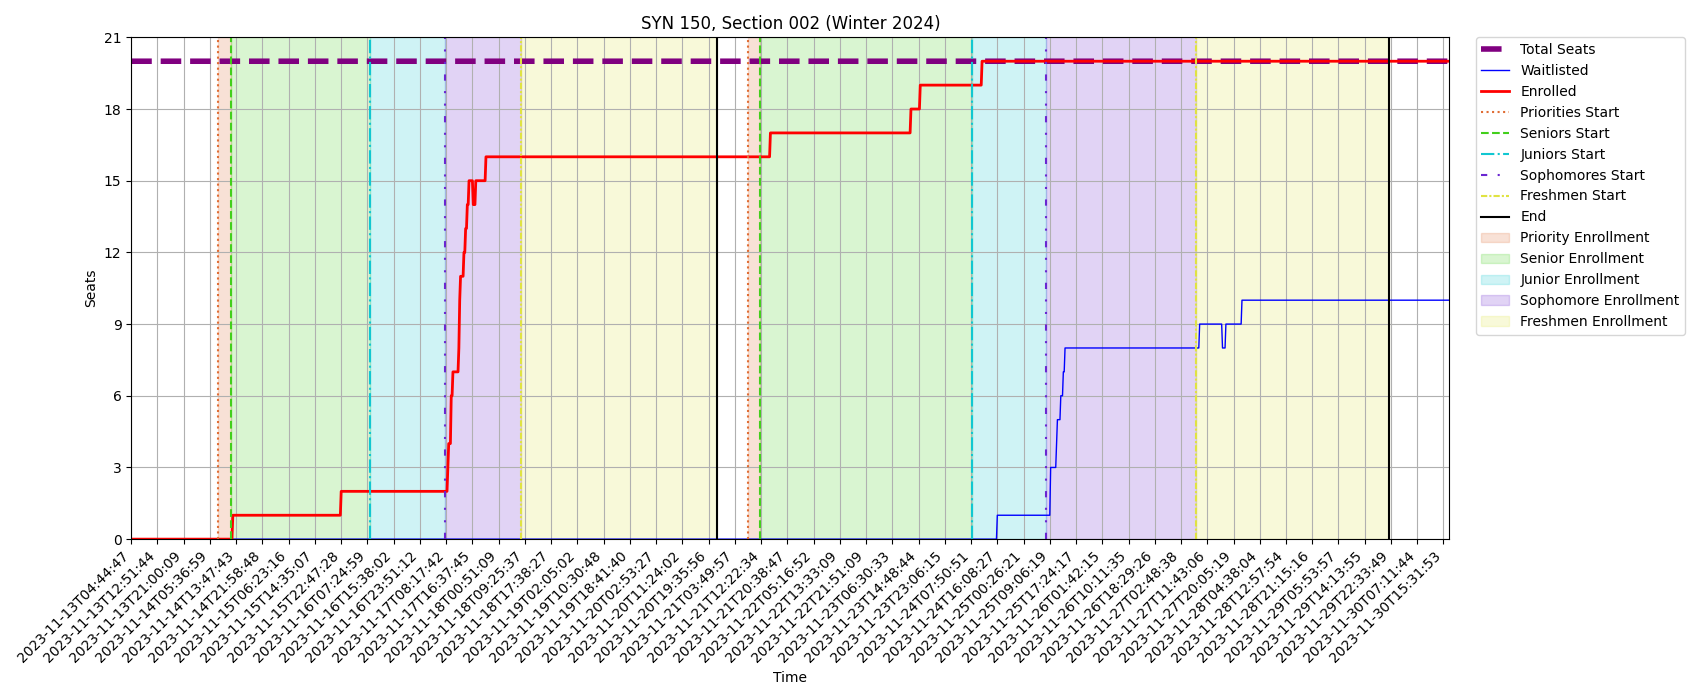 SYN 150, Section 002 (Winter 2024)
21
18
15
12
9
6
3
0
Seats
2023-11-13T04:44:47
2023-11-13T12:51:44
2023-11-13T21:00:09
2023-11-14T05:36:59
2023-11-14T13:47:43
2023-11-14T21:58:48
2023-11-15T06:23:16
2023-11-15T14:35:07
2023-11-15T22:47:28
2023-11-16T07:24:59
2023-11-16T15:38:02
2023-11-16T23:51:12
2023-11-17T08:17:42
2023-11-17T16:37:45
2023-11-18T00:51:09
2023-11-18T09:25:37
2023-11-18T17:38:27
2023-11-19T02:05:02
2023-11-19T10:30:48
2023-11-19T18:41:40
2023-11-20T02:53:27
2023-11-20T11:24:02
2023-11-20T19:35:56
2023-11-21T03:49:57
2023-11-21T12:22:34
2023-11-21T20:38:47
2023-11-22T05:16:52
2023-11-22T13:33:09
2023-11-22T21:51:09
2023-11-23T06:30:33
2023-11-23T14:48:44
2023-11-23T23:06:15
2023-11-24T07:50:51
2023-11-24T16:08:27
2023-11-25T00:26:21
2023-11-25T09:06:19
2023-11-25T17:24:17
2023-11-26T01:42:15
2023-11-26T10:11:35
2023-11-26T18:29:26
2023-11-27T02:48:38
2023-11-27T11:43:06
2023-11-27T20:05:19
2023-11-28T04:38:04
2023-11-28T12:57:54
2023-11-28T21:15:16
2023-11-29T05:53:57
2023-11-29T14:13:55
2023-11-29T22:33:49
2023-11-30T07:11:44
2023-11-30T15:31:53
Time
Total Seats
Waitlisted
Enrolled
Priorities Start
Seniors Start
Juniors Start
Sophomores Start
Freshmen Start
End
Priority Enrollment
Senior Enrollment
Junior Enrollment
Sophomore Enrollment
Freshmen Enrollment